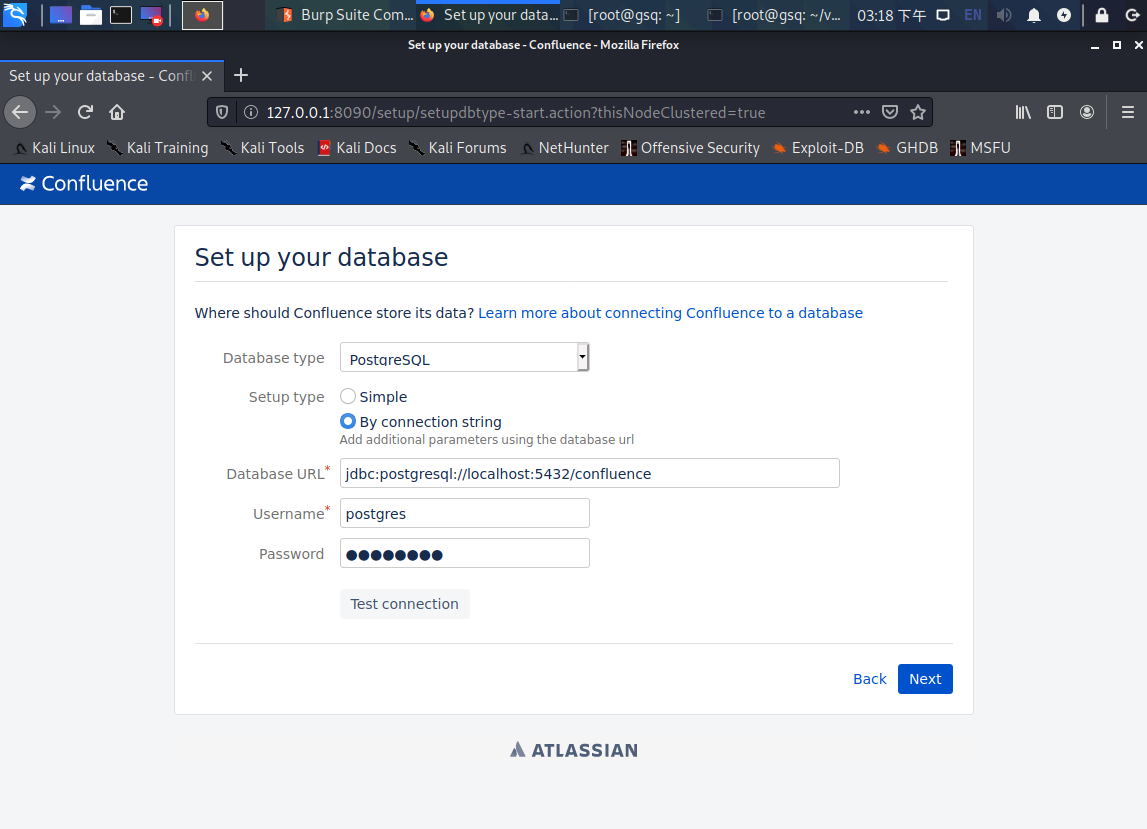 Burp Suite Com... Set up your data... [root@gsq: ~] [root@gsq: ~/v... 03:18 下午 EN
Set up your database - Confluence - Mozilla Firefox
Set up your database - Confl
127.0.0.1:8090/setup/setupdbtype-start.action?thisNodeClustered=true
Kali Linux Kali Training Kali Tools Kali Docs Kali Forums NetHunter Offensive Security Exploit-DB GHDB MSFU
Confluence
Set up your database
Where should Confluence store its data? Learn more about connecting Confluence to a database
Database type PostgreSQL
Setup type Simple
By connection string
Add additional parameters using the database url
Database URL* jdbc:postgresql://localhost:5432/confluence
Username* postgres
Password ●●●●●●●●
Test connection
Back Next
ATLASSIAN